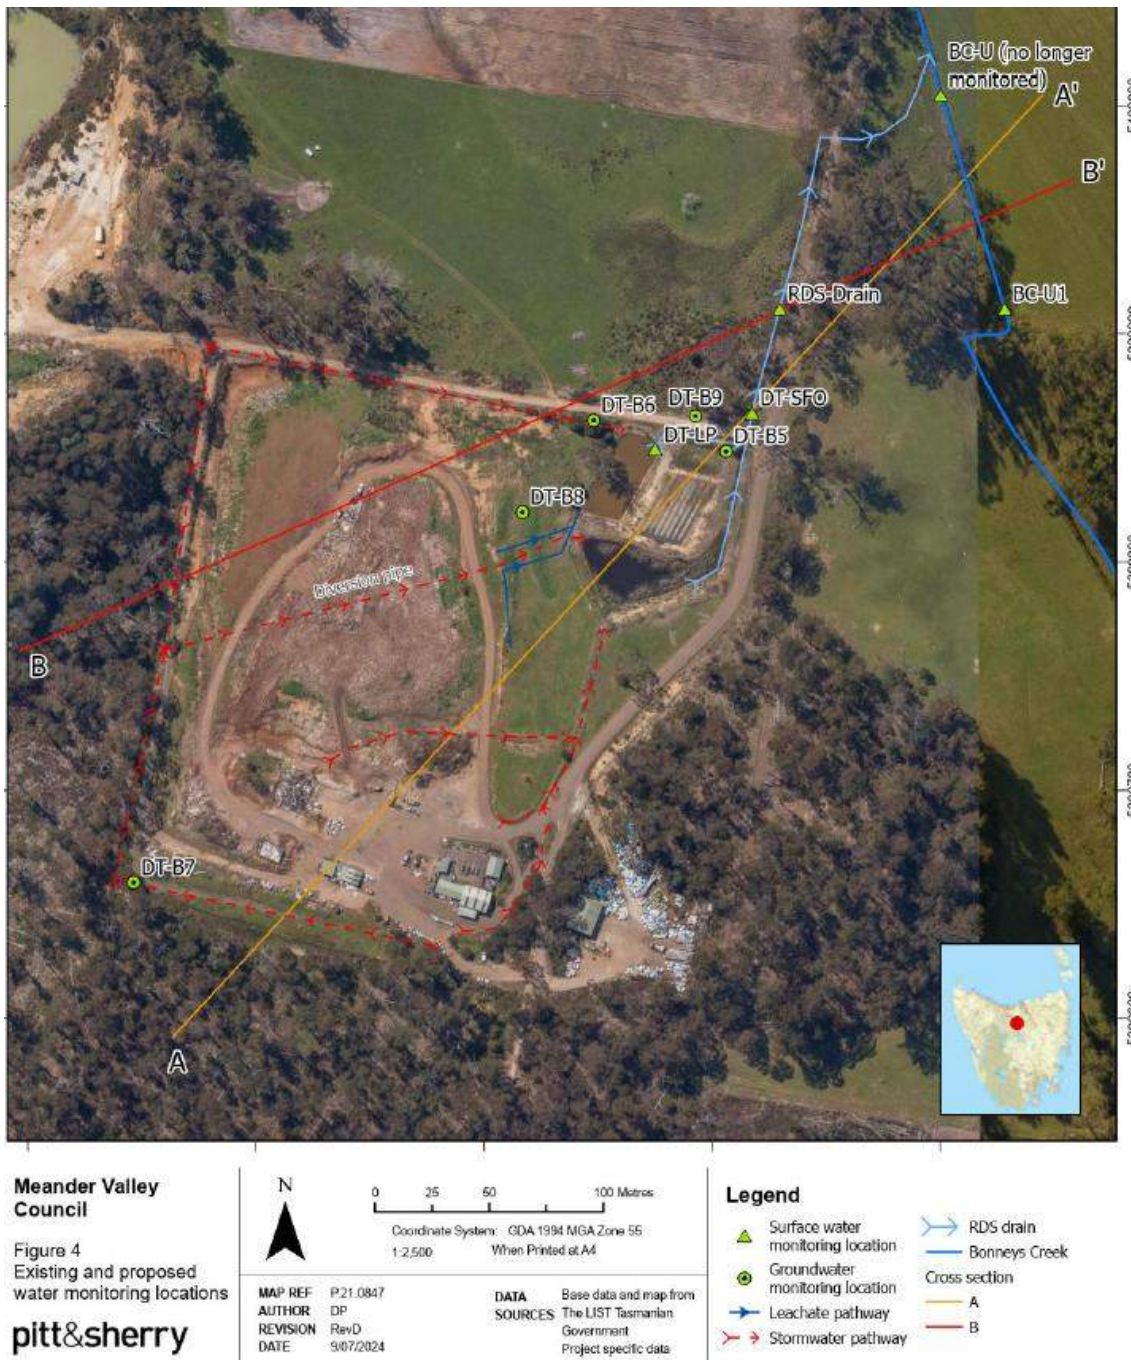 BC-U (no longer
monitored)
A'
B'
RDS-Drain
BC-U1
DT-B6
DT-B9
DT-SFO
DT-LP
DT-B5
DT-B8
Diversion pipe
B
DT-B7
A
Meander Valley
Council
Figure 4
Existing and proposed
water monitoring locations
pitt&sherry
N
0 25 50 100 Metres
Coordinate System: GDA 1994 MGA Zone 55
1:2,500 When Printed at A4
MAP REF P.21.0847
AUTHOR DP
REVISION RevD
DATE 9/07/2024
DATA SOURCES
Base data and map from
The LIST Tasmanian
Government
Project specific data
Legend
Surface water
monitoring location
Groundwater
monitoring location
Leachate pathway
Stormwater pathway
RDS drain
Bonneys Creek
Cross section
A
B